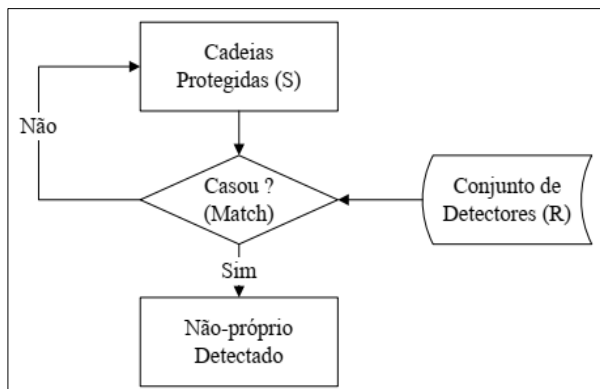 Cadeias
Protegidas (S)
Não
Casou ?
(Match)
Conjunto de
Detectores (R)
Sim
Não-próprio
Detectado